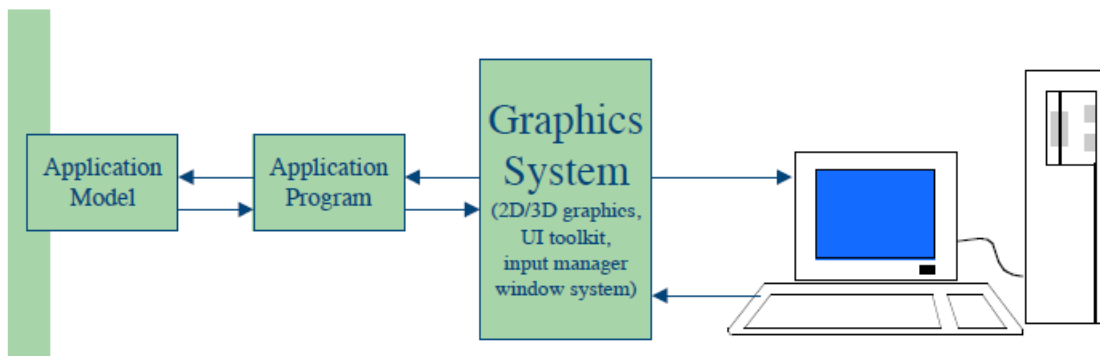 Application
Model
Application
Program
Graphics
System
(2D/3D graphics,
UI toolkit,
input manager
window system)